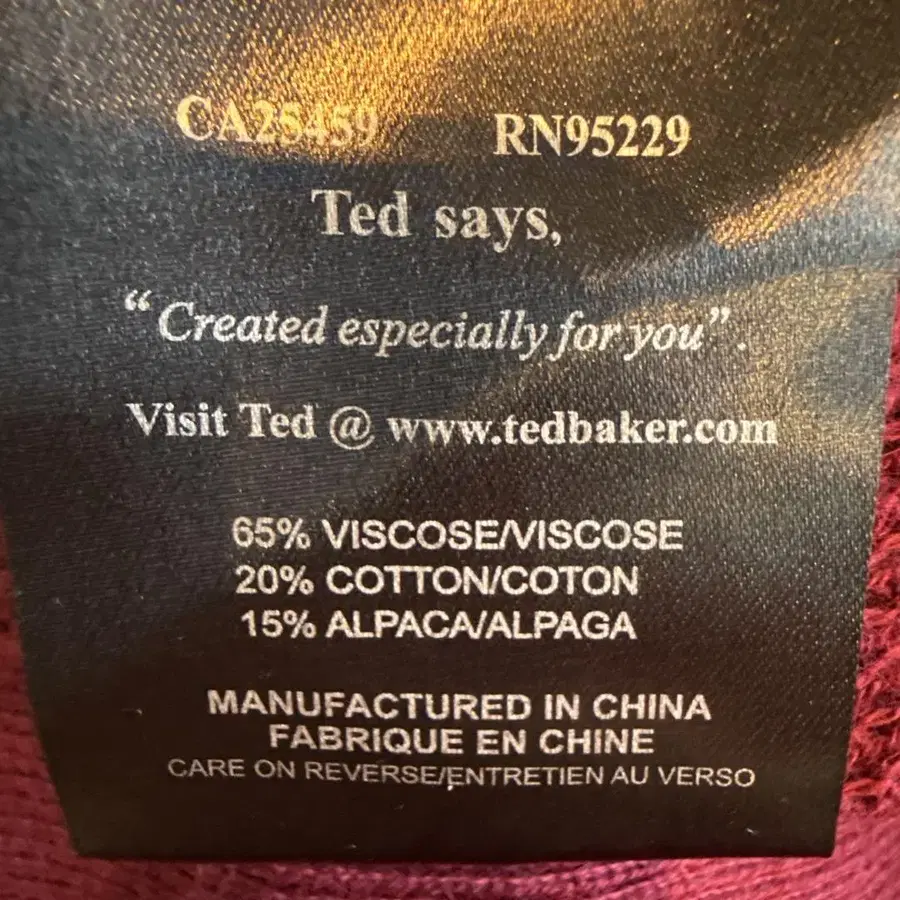 CA25459 RN95229
Ted says,
“Created especially for you”.
Visit Ted @ www.tedbaker.com
65% VISCOSE/VISCOSE
20% COTTON/COTON
15% ALPACA/ALPAGA
MANUFACTURED IN CHINA
FABRIQUE EN CHINE
CARE ON REVERSE/ENTRETIEN AU VERSO